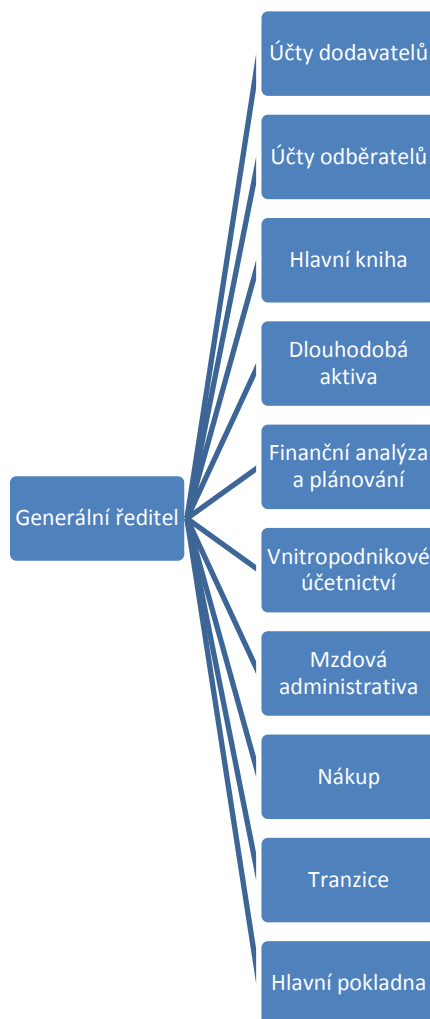 Účty dodavatelů
Účty odběratelů
Hlavní kniha
Dlouhodobá
aktiva
Finanční analýza
a plánování
Generální ředitel
Vnitropodnikové
účetnictví
Mzdová
administrativa
Nákup
Tranzice
Hlavní pokladna